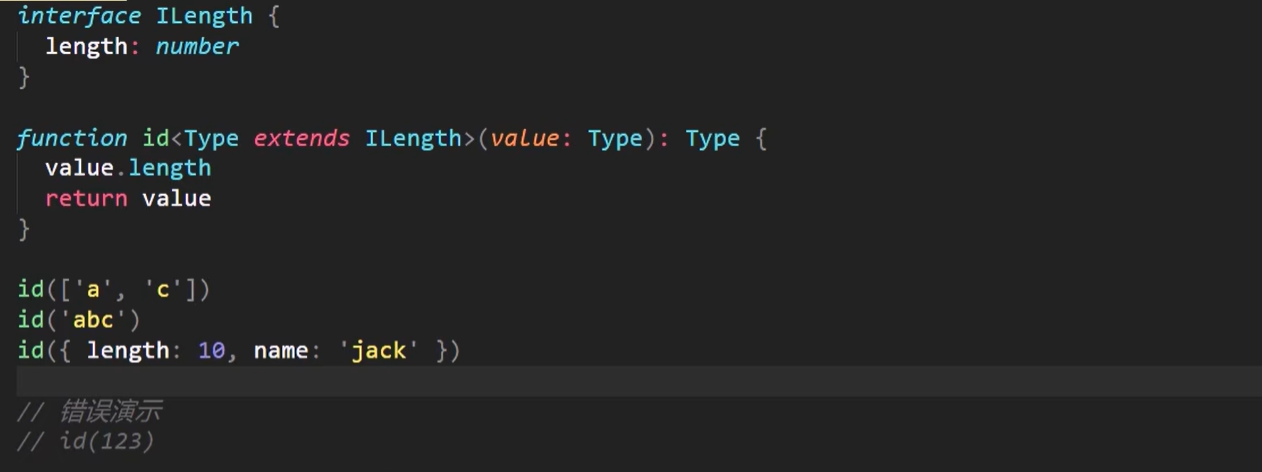 interface ILength {
length: number
}
function id<Type extends ILength>(value: Type): Type {
value.length
return value
}
id(['a', 'c'])
id('abc')
id({ length: 10, name: 'jack' })
// 错误演示
// id(123)